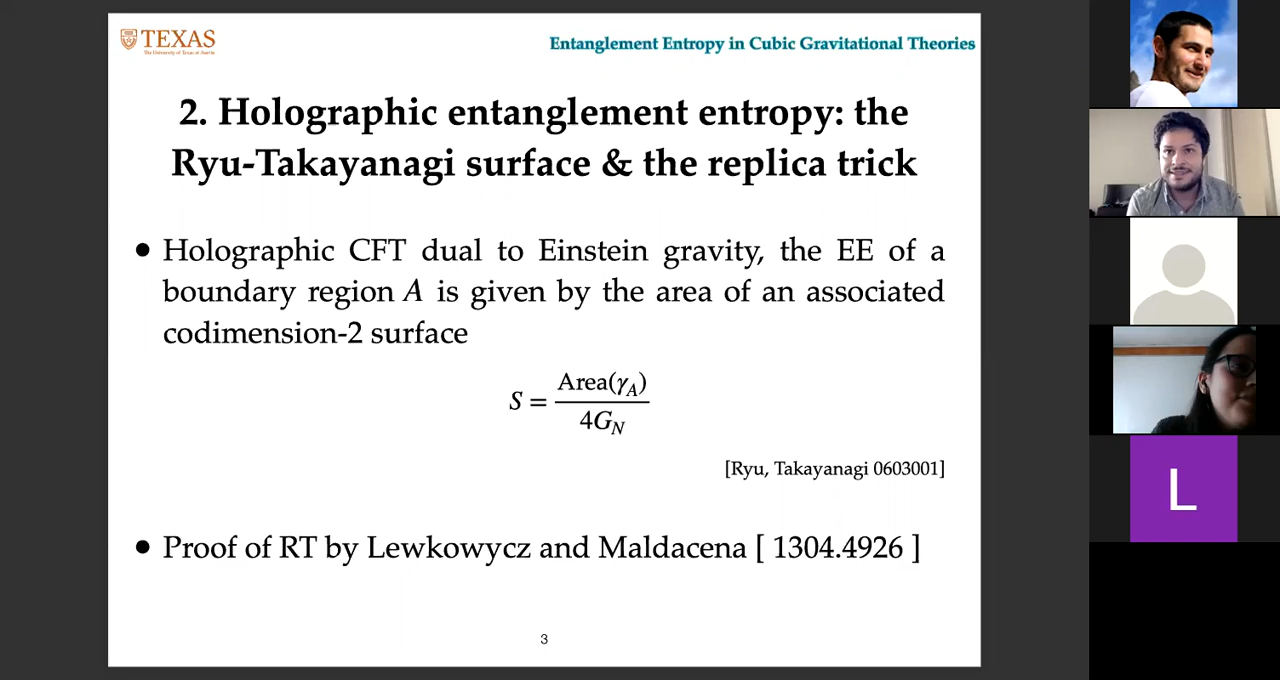 TEXAS
The University of Texas at Austin
Entanglement Entropy in Cubic Gravitational Theories
2. Holographic entanglement entropy: the
Ryu-Takayanagi surface & the replica trick
• Holographic CFT dual to Einstein gravity, the EE of a
boundary region A is given by the area of an associated
codimension-2 surface
S = Area(γ_A) / 4G_N
[Ryu, Takayanagi 0603001]
• Proof of RT by Lewkowycz and Maldacena [ 1304.4926 ]
3
L